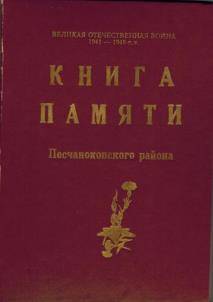 ВЕЛИКАЯ ОТЕЧЕСТВЕННАЯ ВОЙНА
1941 — 1945 г.г.
КНИГА
ПАМЯТИ
Песчанокопского района